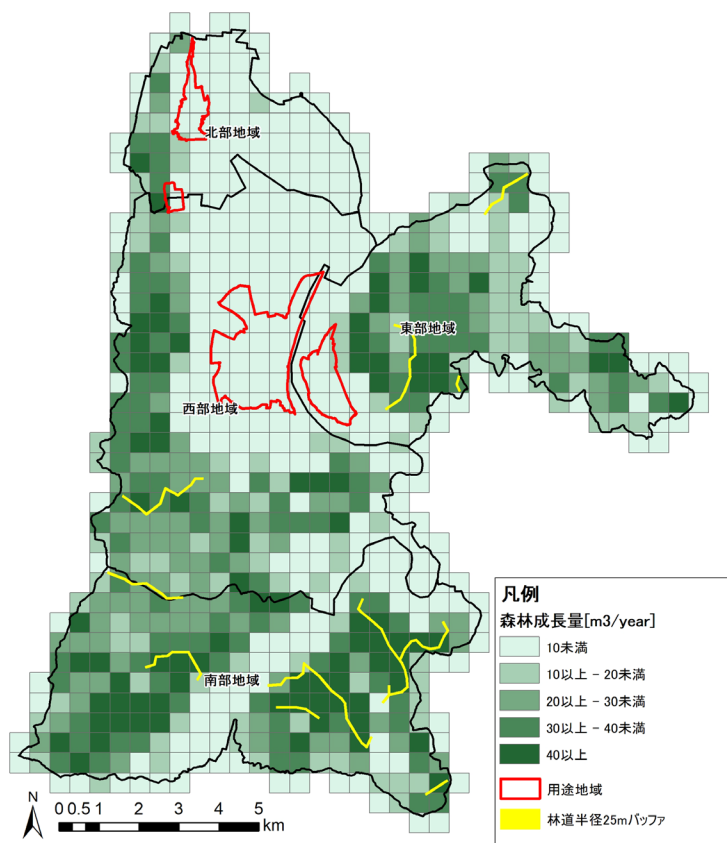 北部地域
東部地域
西部地域
南部地域
凡例
森林成長量[m3/year]
10未満
10以上 - 20未満
20以上 - 30未満
30以上 - 40未満
40以上
用途地域
林道半径25mバッファ
N
0 0.5 1 2 3 4 5
km